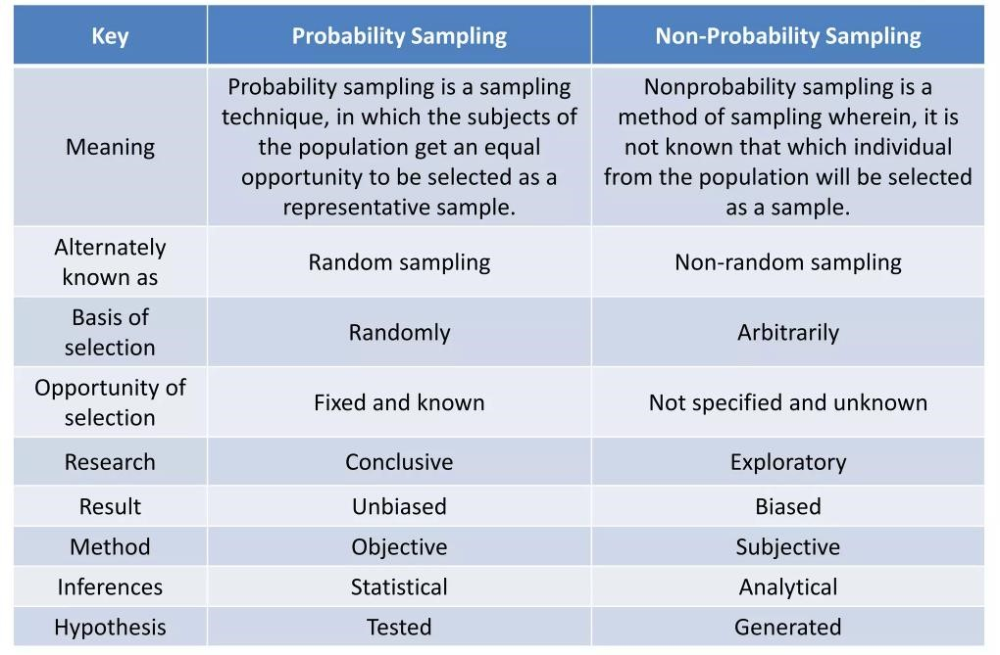 Key
Probability Sampling
Non-Probability Sampling
Meaning
Probability sampling is a sampling
technique, in which the subjects of
the population get an equal
opportunity to be selected as a
representative sample.
Nonprobability sampling is a
method of sampling wherein, it is
not known that which individual
from the population will be selected
as a sample.
Alternately
known as
Random sampling
Non-random sampling
Basis of
selection
Randomly
Arbitrarily
Opportunity of
selection
Fixed and known
Not specified and unknown
Research
Conclusive
Exploratory
Result
Unbiased
Biased
Method
Objective
Subjective
Inferences
Statistical
Analytical
Hypothesis
Tested
Generated